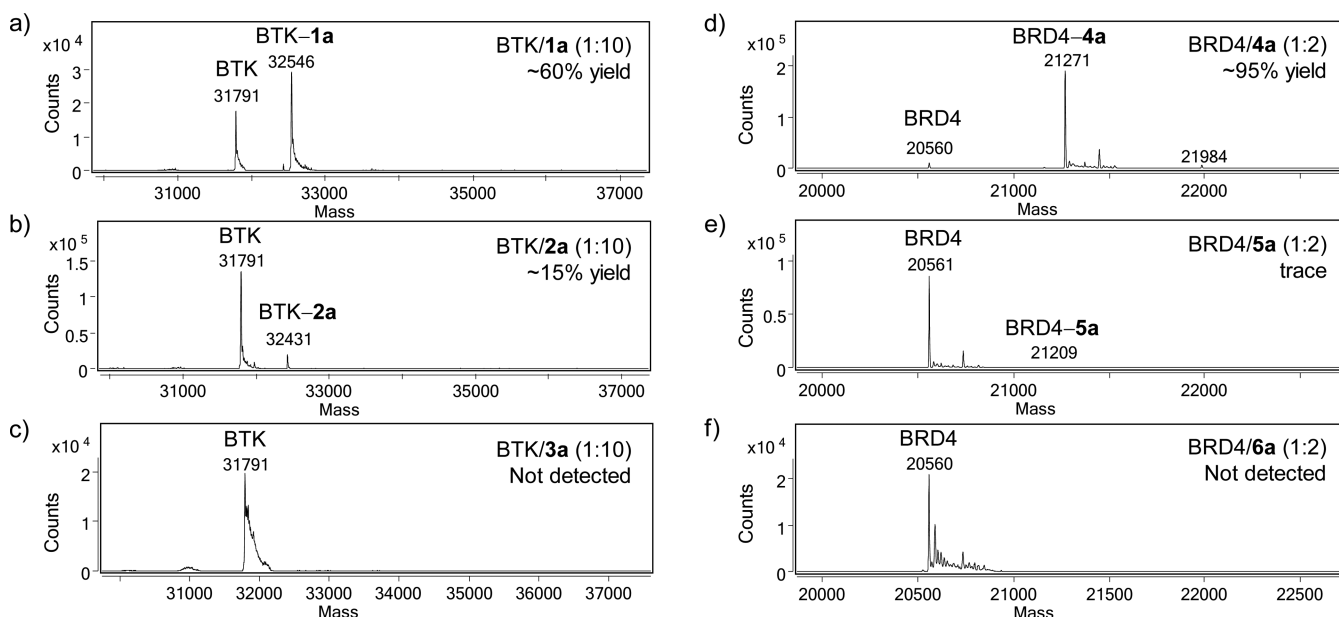 a)
x10 4
BTK–1a
BTK/1a (1:10)
BTK
32546
~60% yield
31791
3
2
1
0
Counts
31000
33000
35000
37000
Mass
b)
x10 5
BTK
BTK/2a (1:10)
31791
~15% yield
1.5
1
BTK–2a
0.5
32431
0
Counts
31000
33000
35000
37000
Mass
c)
x10 4
BTK
BTK/3a (1:10)
31791
Not detected
2
1
0
Counts
31000
32000
33000
34000
35000
36000
37000
Mass
d)
x10 5
BRD4–4a
BRD4/4a (1:2)
21271
~95% yield
2
1
BRD4
20560
21984
0
Counts
20000
21000
22000
Mass
e)
x10 5
BRD4
BRD4/5a (1:2)
20561
trace
1
0.5
BRD4–5a
21209
0
Counts
20000
21000
22000
Mass
f)
x10 4
BRD4
BRD4/6a (1:2)
20560
Not detected
2
1
0
Counts
20000
20500
21000
21500
22000
22500
Mass